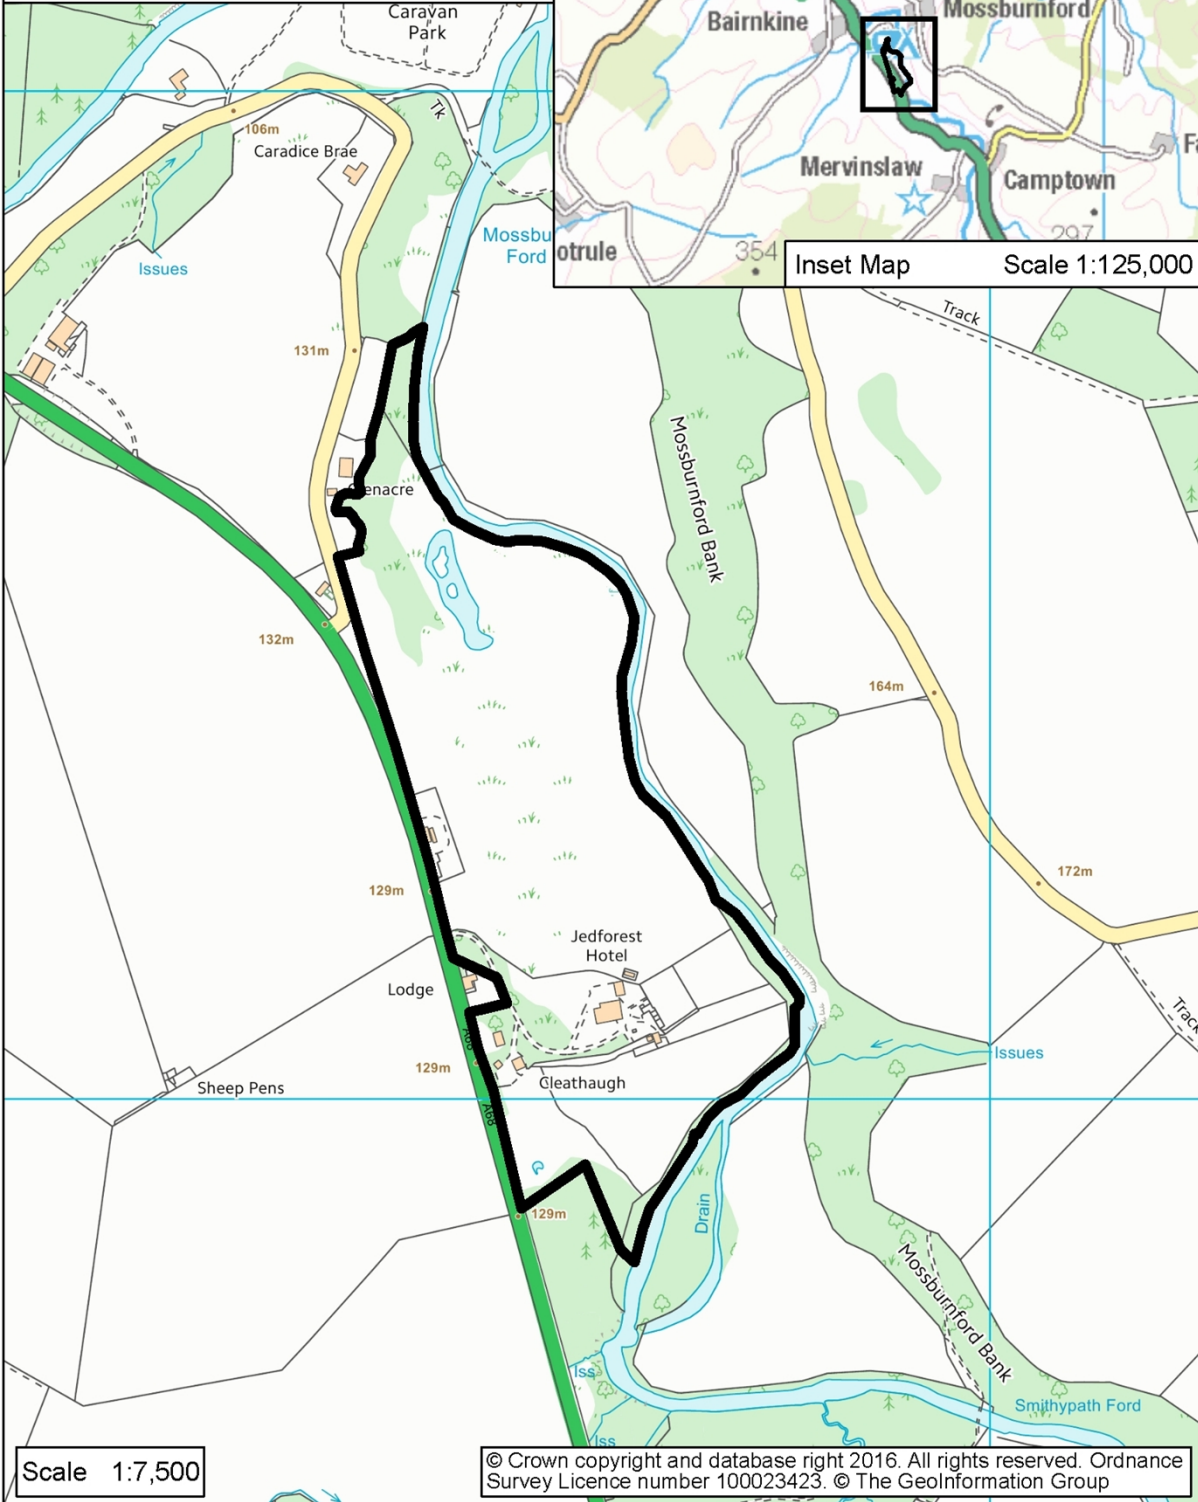 Caravan
Park
Bairnkine
Mossburnford
Tk
106m
Caradice Brae
Mervinslaw
Camptown
Mossbu
Ford
otrule
354
297
Issues
Inset Map Scale 1:125,000
Track
131m
Mossburnford Bank
enacre
132m
164m
172m
129m
Jedforest
Hotel
Lodge
Track
A68
129m
Issues
Sheep Pens
Cleathaugh
A68
129m
Drain
Mossburnford Bank
Iss
Smithypath Ford
Iss
Scale 1:7,500
© Crown copyright and database right 2016. All rights reserved. Ordnance
Survey Licence number 100023423. © The GeoInformation Group